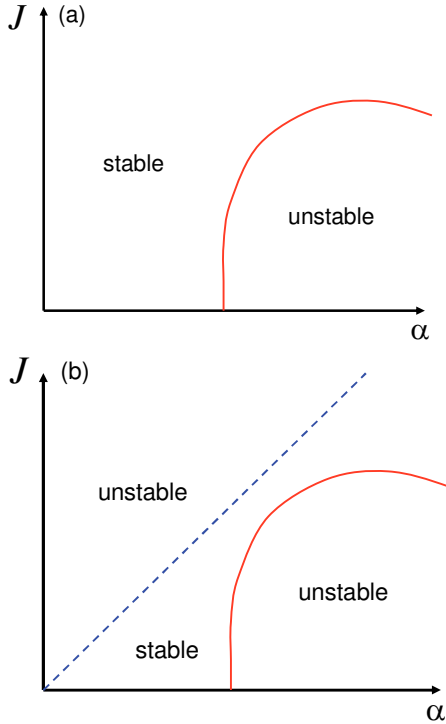 J (a)
stable
unstable
α
J (b)
unstable
unstable
stable
α